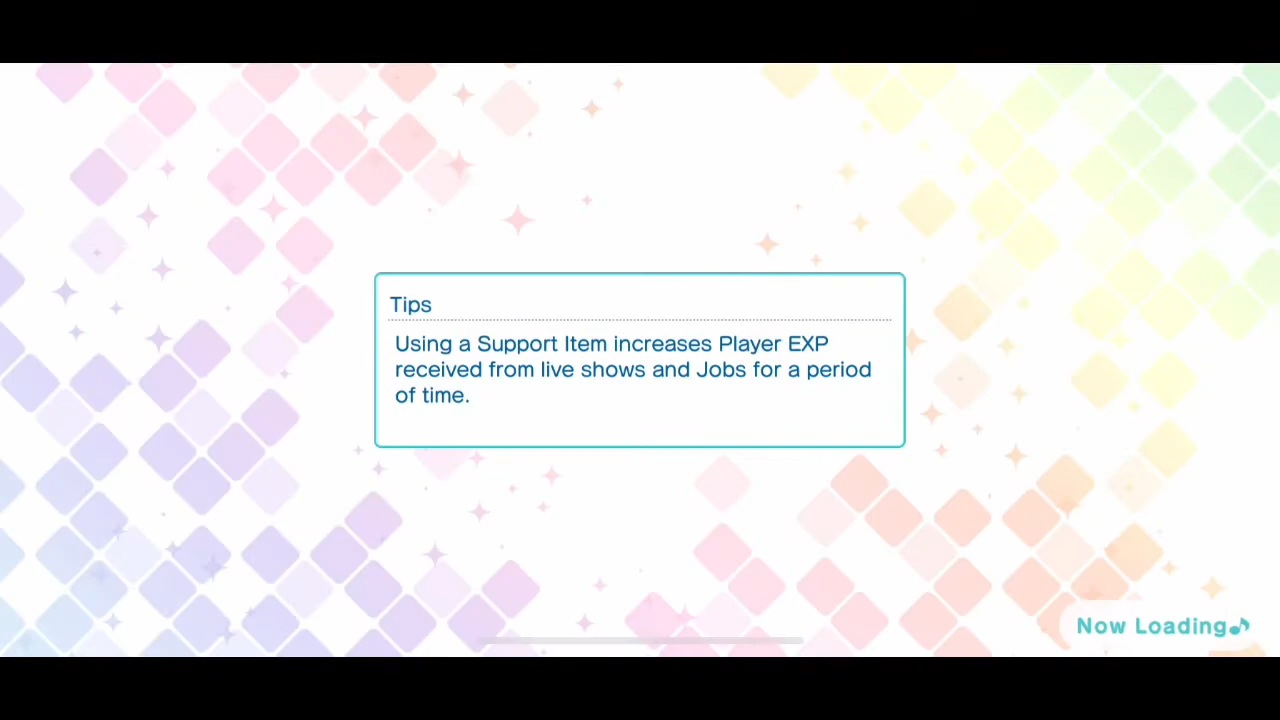 Tips
Using a Support Item increases Player EXP
received from live shows and Jobs for a period
of time.
Now Loading♪